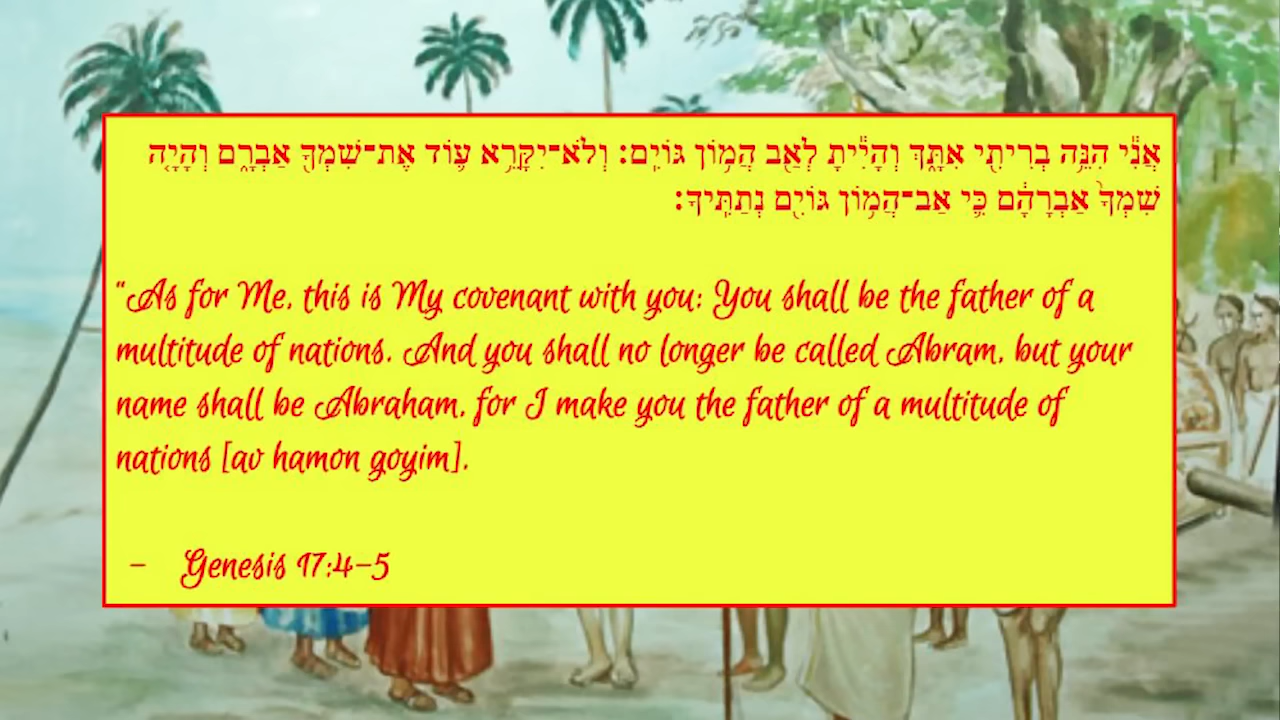 אֲנִ֕י הִנֵּ֥ה בְרִיתִ֖י אִתָּ֑ךְ וְהָיִ֕יתָ לְאַ֖ב הֲמ֥וֹן גּוֹיִֽם׃ וְלֹא־יִקָּרֵ֥א ע֛וֹד אֶת־שִׁמְךָ֖ אַבְרָ֑ם וְהָיָ֤ה
שִׁמְךָ֙ אַבְרָהָ֔ם כִּ֛י אַב־הֲמ֥וֹן גּוֹיִ֖ם נְתַתִּֽיךָ׃
“As for Me, this is My covenant with you: You shall be the father of a
multitude of nations. And you shall no longer be called Abram, but your
name shall be Abraham, for I make you the father of a multitude of
nations [av hamon goyim].
– Genesis 17:4–5